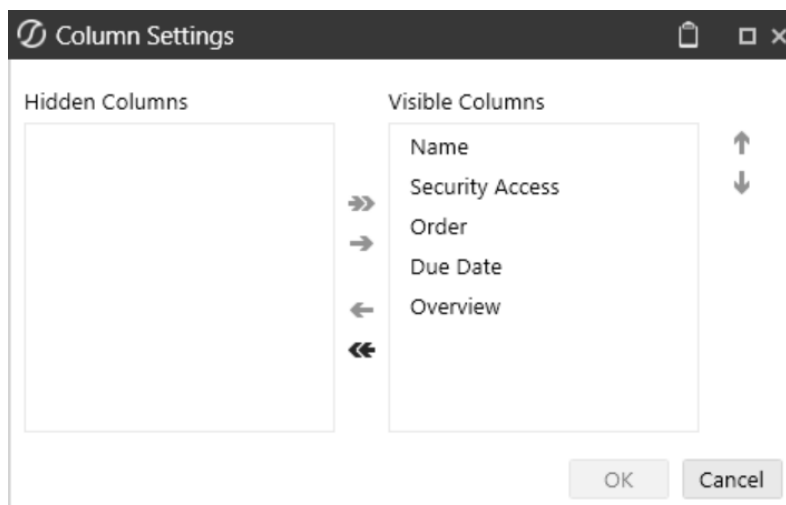 Column Settings
Hidden Columns
Visible Columns
Name
Security Access
Order
Due Date
Overview
OK
Cancel